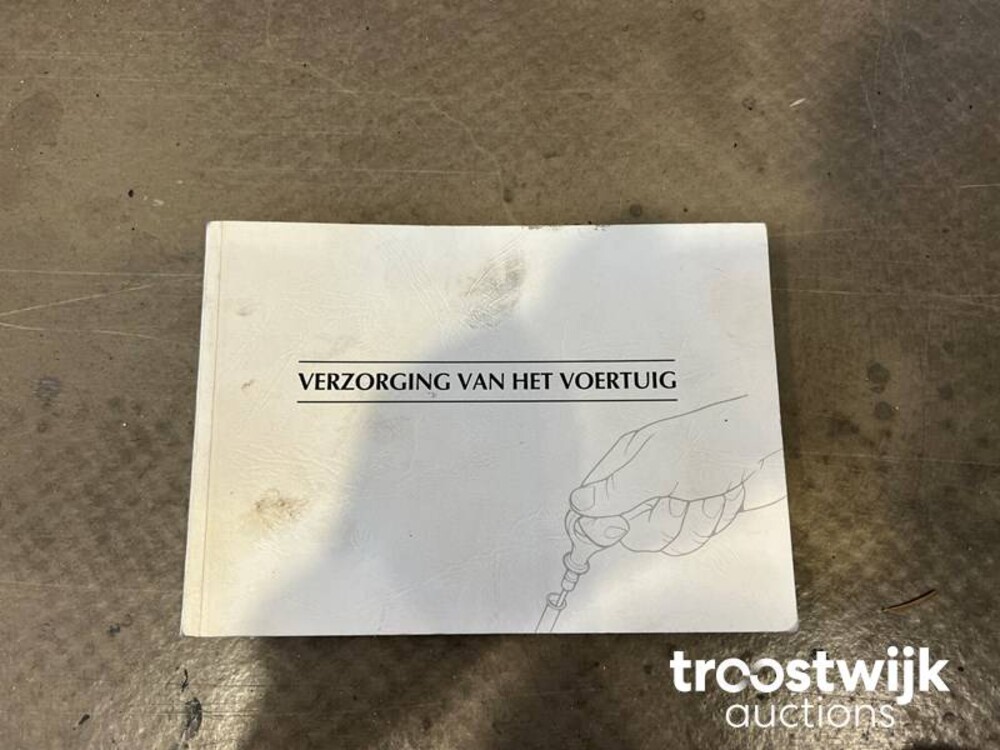 VERZORGING VAN HET VOERTUIG
troostwijk
auctions